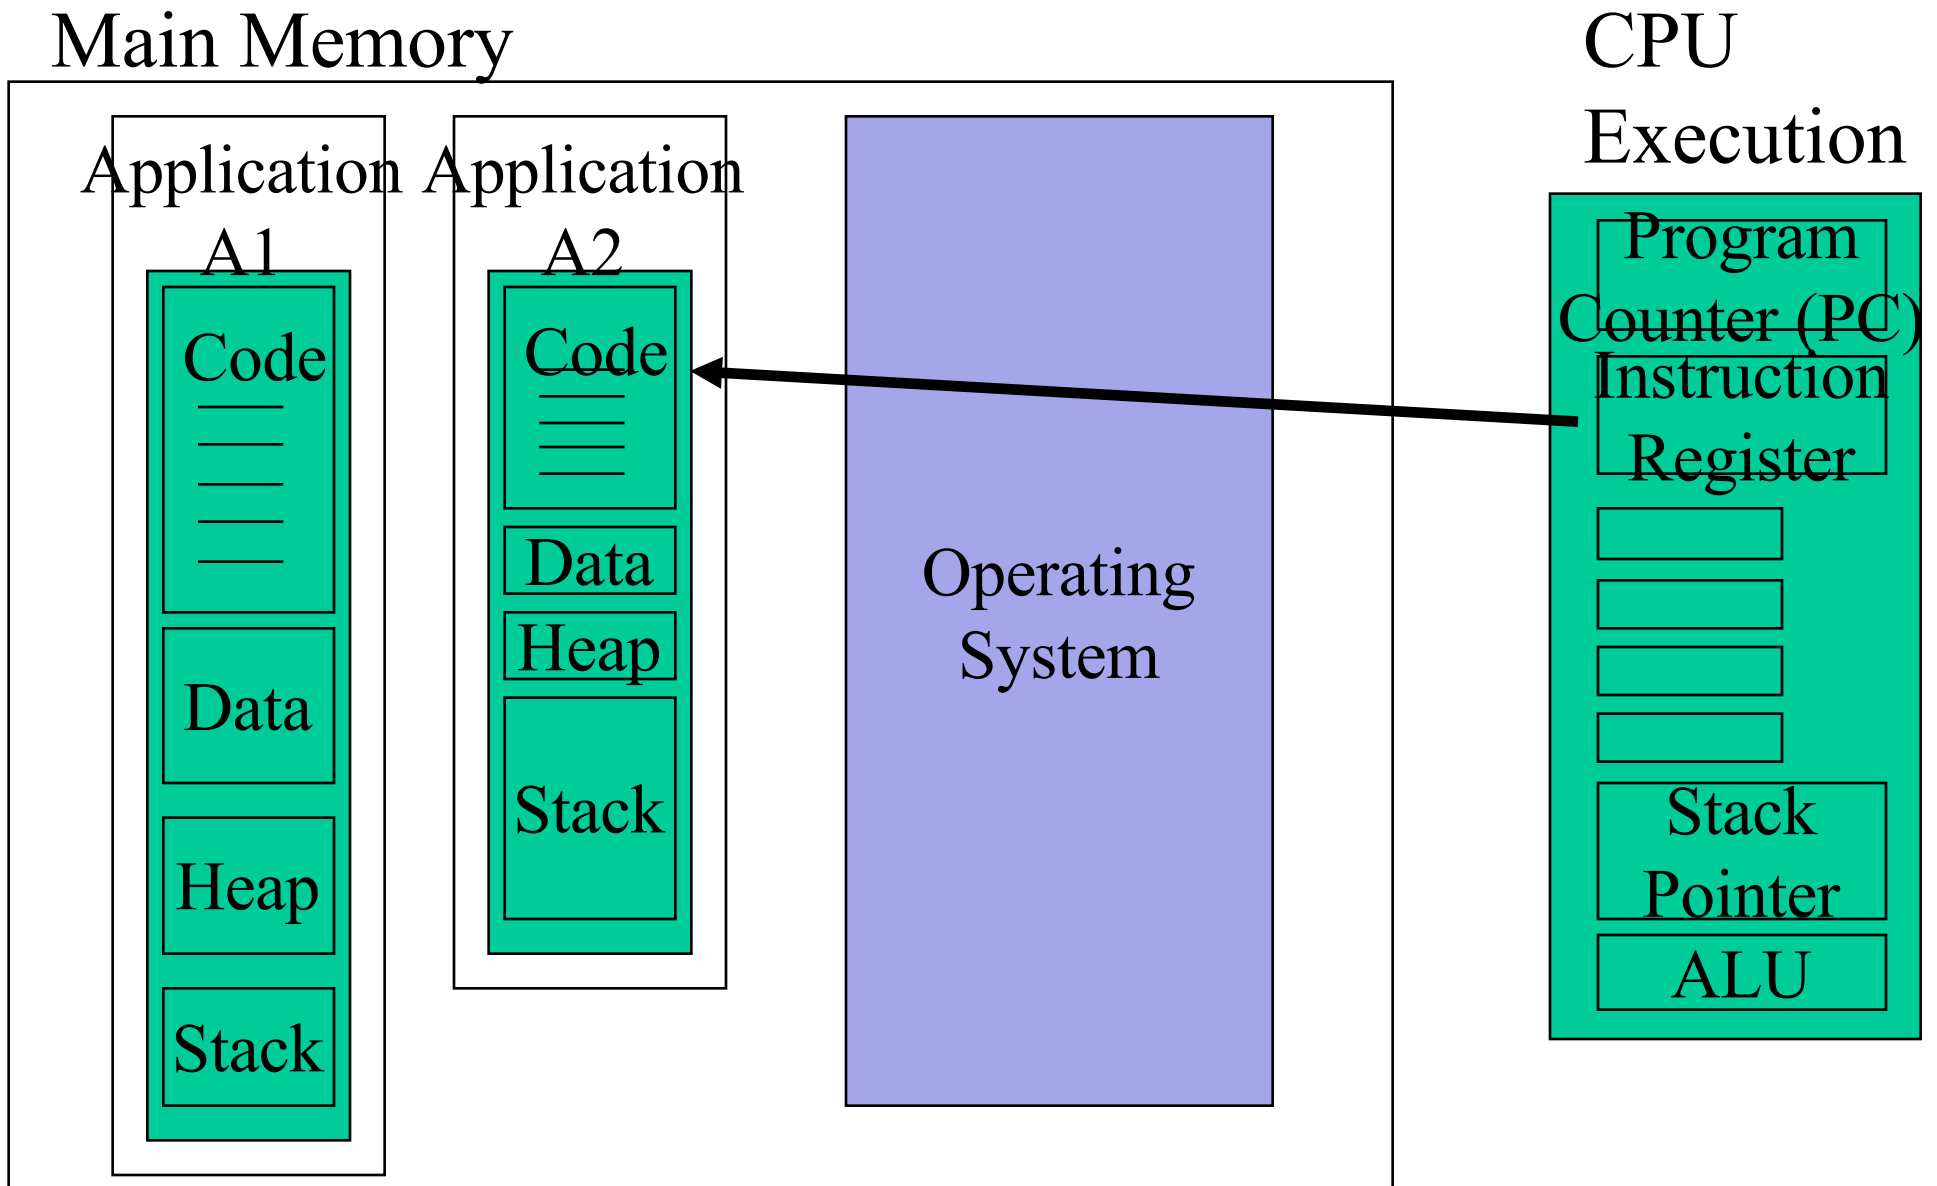 Main Memory
Application
A1
Code
Data
Heap
Stack
Application
A2
Code
Data
Heap
Stack
Operating
System
CPU
Execution
Program
Counter (PC)
Instruction
Register
Stack
Pointer
ALU